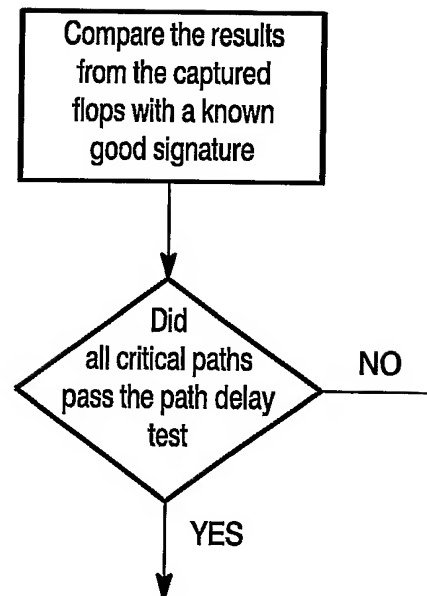 Compare the results
from the captured
flops with a known
good signature
Did
all critical paths
pass the path delay
test
NO
YES